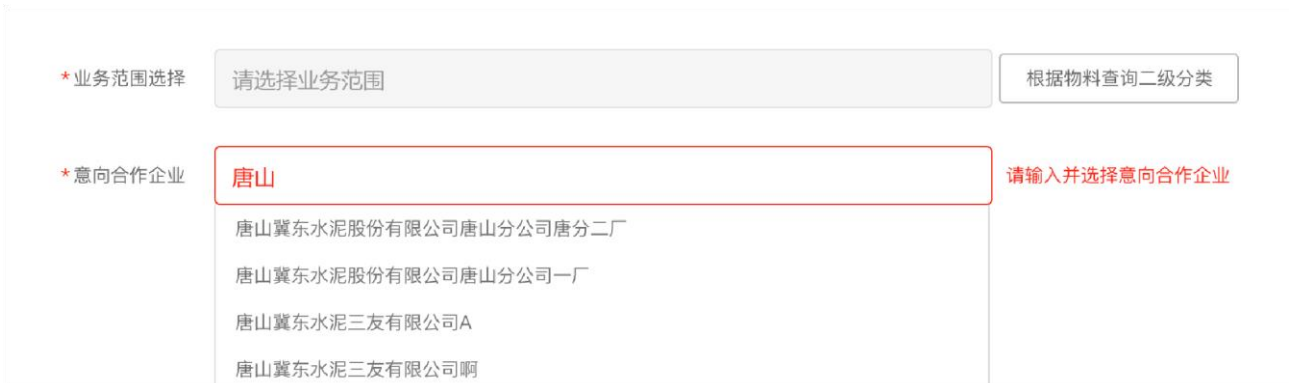 *业务范围选择 请选择业务范围 根据物料查询二级分类
*意向合作企业 唐山 请输入并选择意向合作企业
唐山冀东水泥股份有限公司唐山分公司唐分二厂
唐山冀东水泥股份有限公司唐山分公司一厂
唐山冀东水泥三友有限公司A
唐山冀东水泥三友有限公司啊